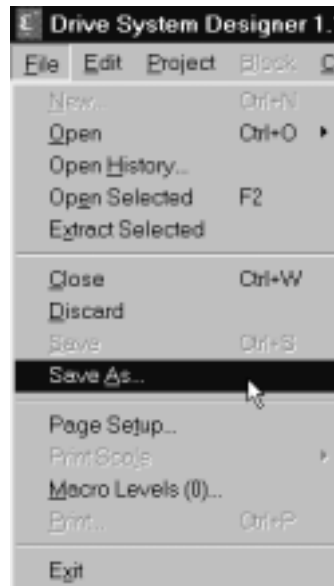 Drive System Designer 1.
File Edit Project Block C
New... Ctrl+N
Open Ctrl+O
Open History...
Open Selected F2
Extract Selected
Close Ctrl+W
Discard
Save Ctrl+S
Save As...
Page Setup...
Print Scale
Macro Levels (0)...
Print... Ctrl+P
Exit